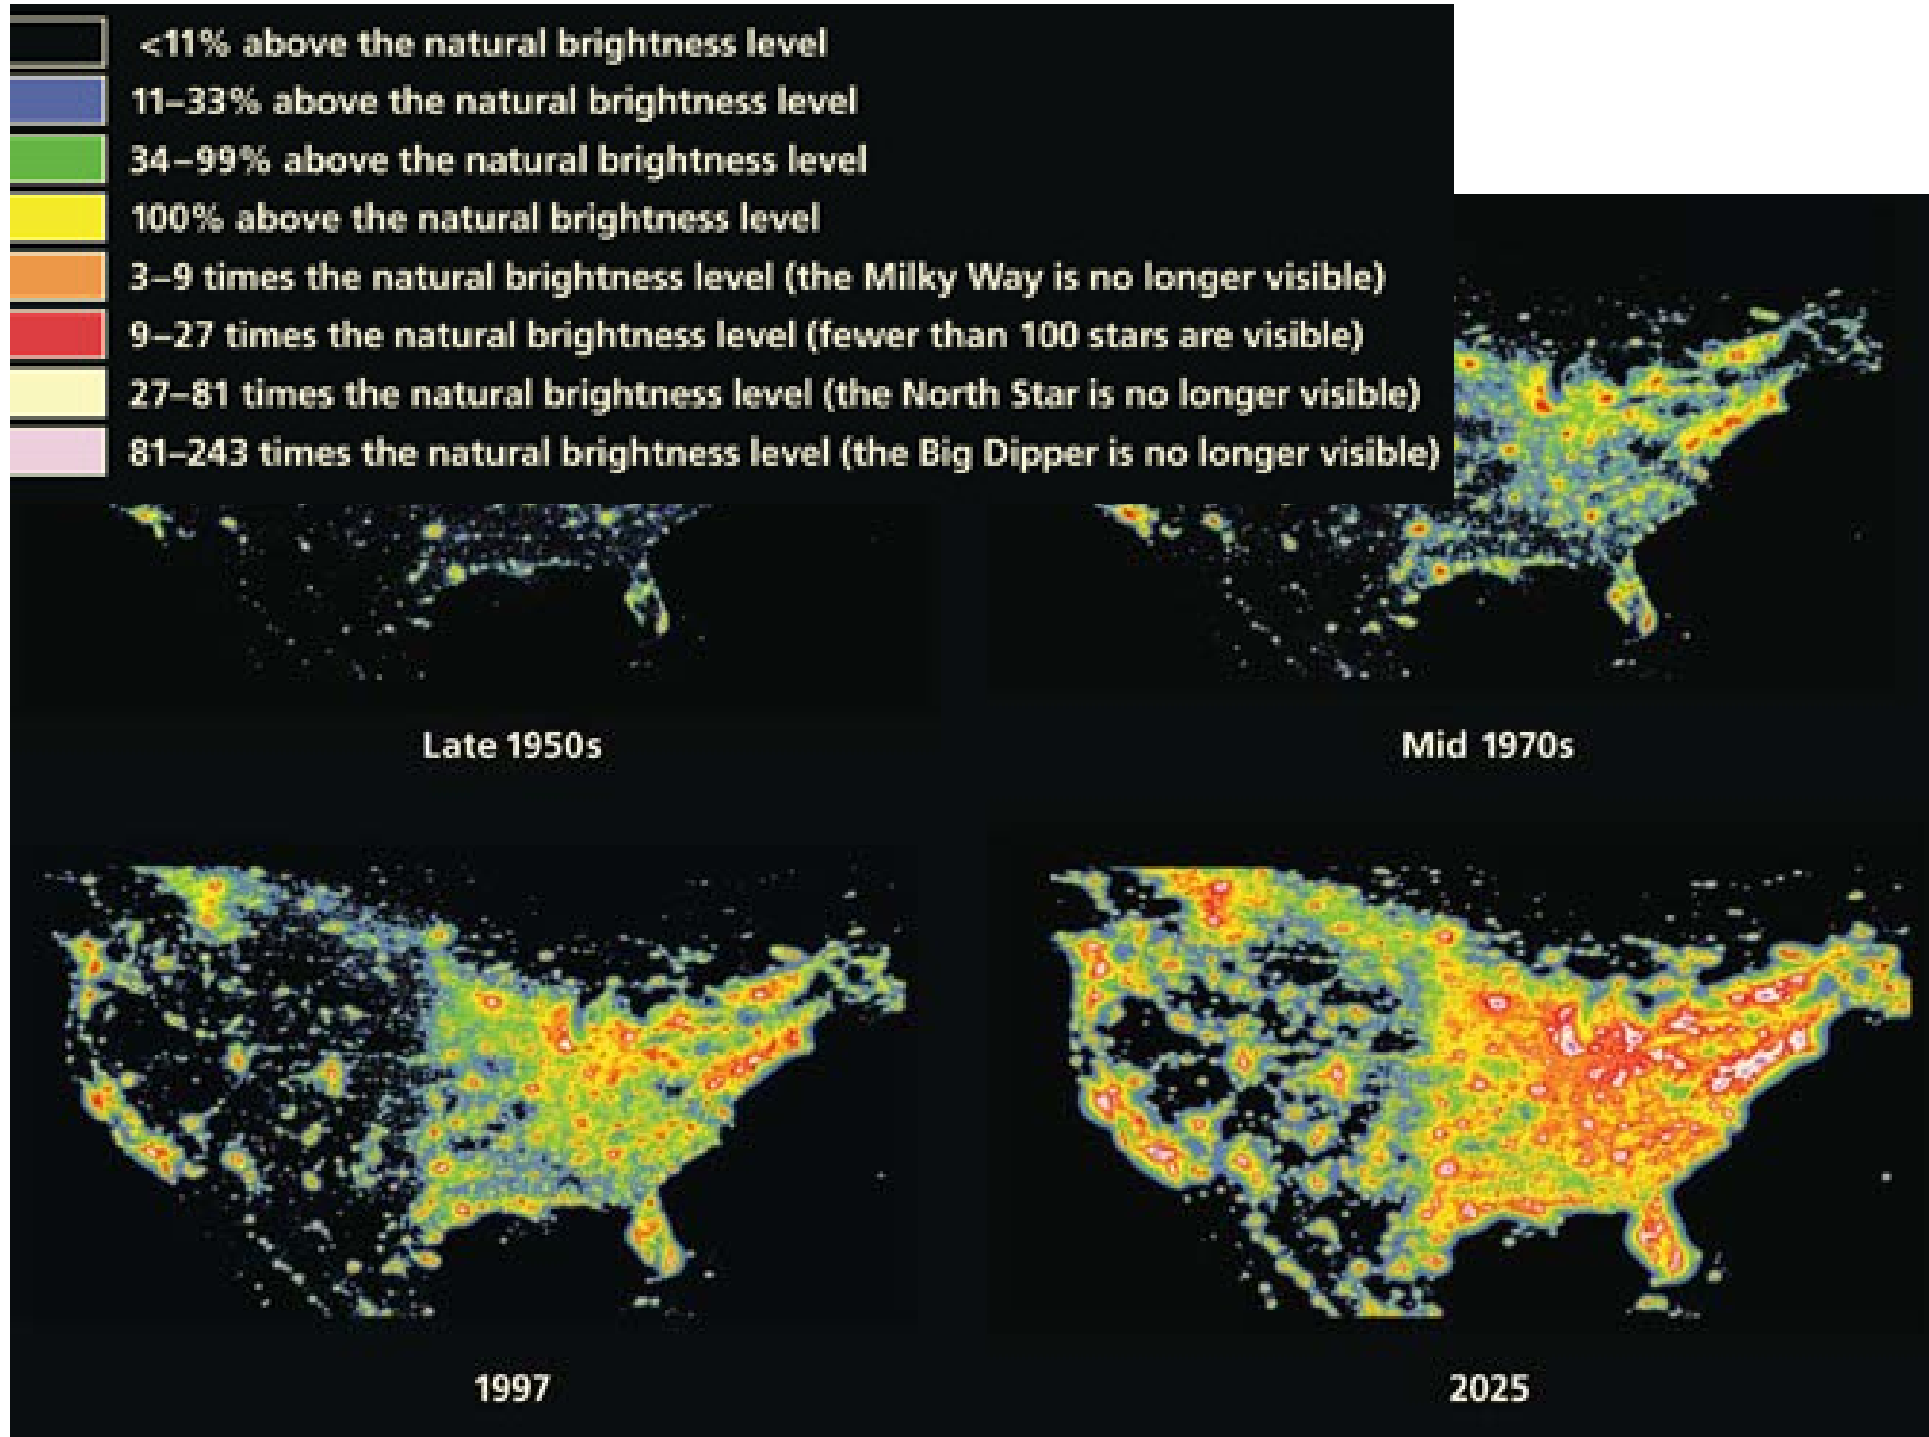 <11% above the natural brightness level
11–33% above the natural brightness level
34–99% above the natural brightness level
100% above the natural brightness level
3–9 times the natural brightness level (the Milky Way is no longer visible)
9–27 times the natural brightness level (fewer than 100 stars are visible)
27–81 times the natural brightness level (the North Star is no longer visible)
81–243 times the natural brightness level (the Big Dipper is no longer visible)
Late 1950s
Mid 1970s
1997
2025